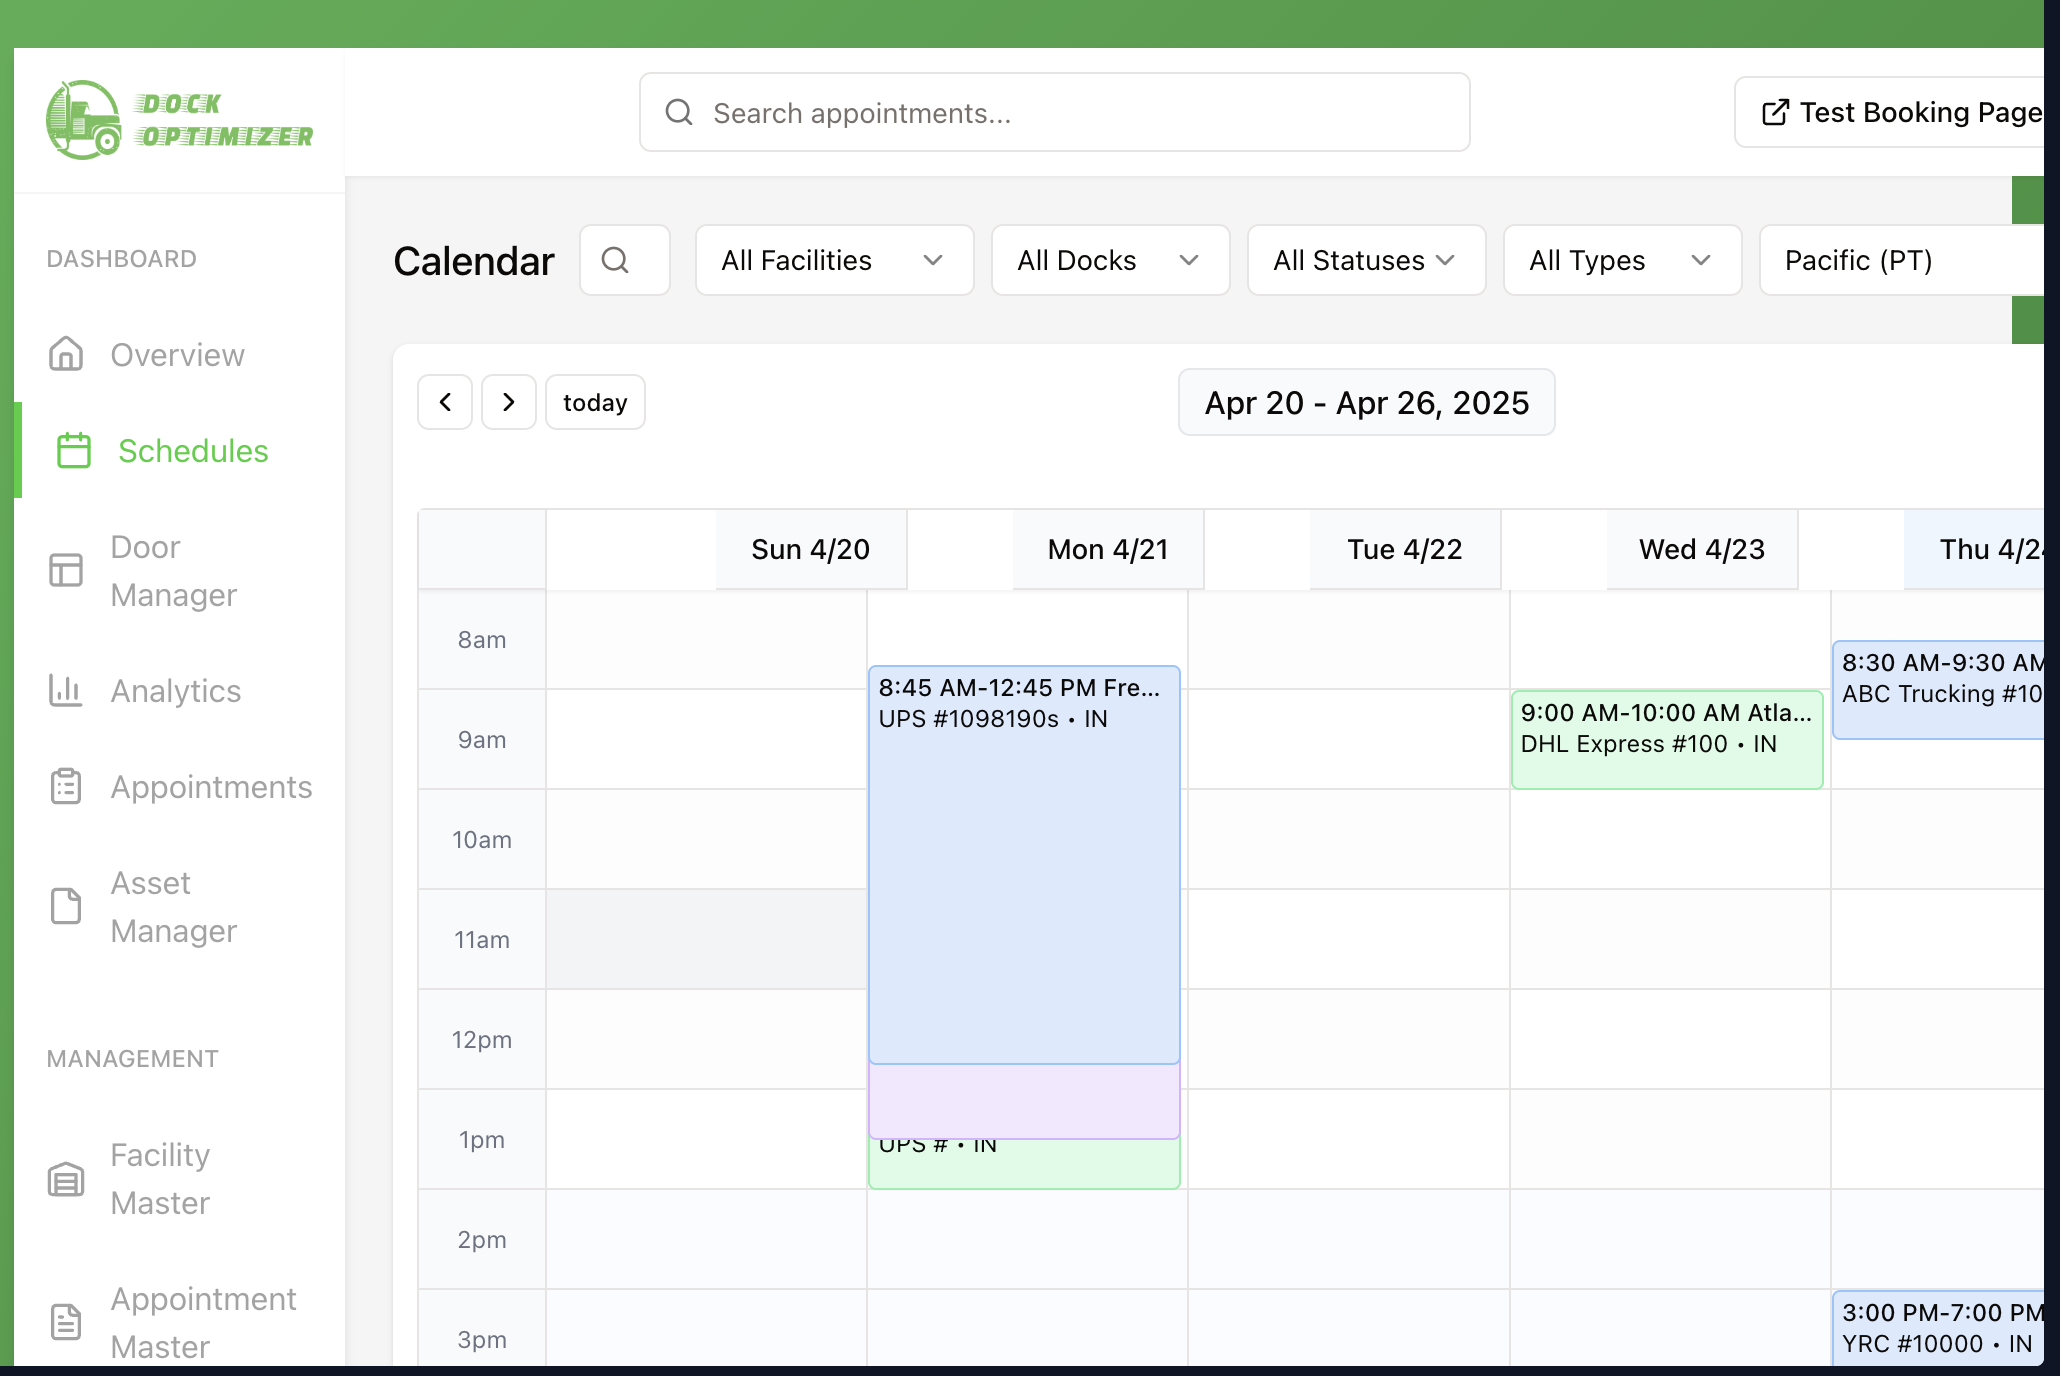 DOCK
OPTIMIZER
Search appointments...
Test Booking Page
DASHBOARD
Overview
Schedules
Door
Manager
Analytics
Appointments
Asset
Manager
MANAGEMENT
Facility
Master
Appointment
Master
Calendar
All Facilities
All Docks
All Statuses
All Types
Pacific (PT)
today
Apr 20 - Apr 26, 2025
Sun 4/20
Mon 4/21
Tue 4/22
Wed 4/23
Thu 4/24
8am
9am
10am
11am
12pm
1pm
2pm
3pm
8:45 AM-12:45 PM Fre...
UPS #1098190s • IN
UPS # • IN
9:00 AM-10:00 AM Atla...
DHL Express #100 • IN
8:30 AM-9:30 AM
ABC Trucking #10
3:00 PM-7:00 PM
YRC #10000 • IN